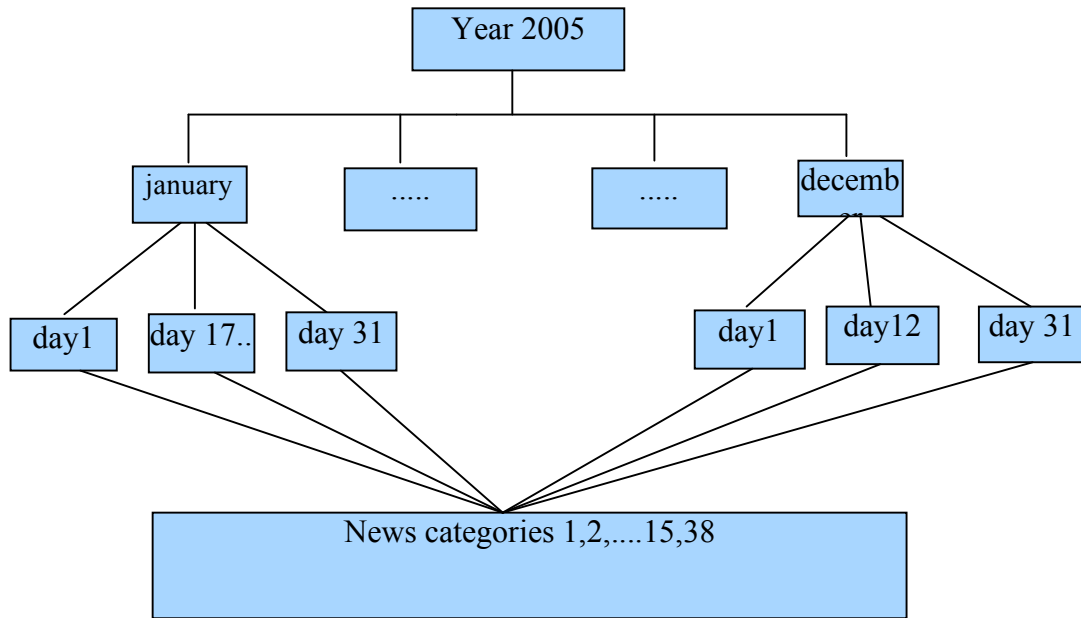 Year 2005
january
.....
.....
decemb
er
day1
day 17..
day 31
day1
day12
day 31
News categories 1,2,....15,38